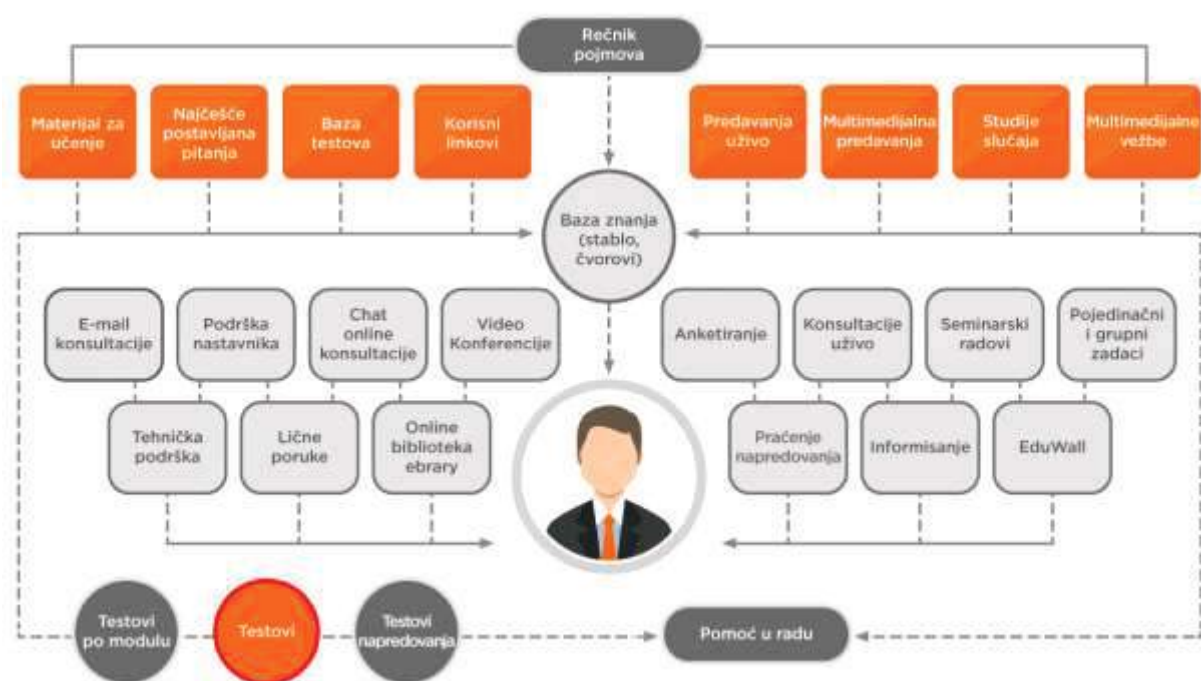 Rečnik
pojmova
Materijal za
učenje
Najčešće
postavljana
pitanja
Baza
testova
Korisni
linkovi
Predavanja
uživo
Multimedijalna
predavanja
Studije
slučaja
Multimedijalne
vežbe
Baza znanja
(stablo,
čvorovi)
E-mail
konsultacije
Podrška
nastavnika
Chat
online
konsultacije
Video
Konferencije
Anketiranje
Konsultacije
uživo
Seminarski
radovi
Pojedinačni
i grupni
zadaci
Tehnička
podrška
Lične
poruke
Online
biblioteka
ebrary
Praćenje
napredovanja
Informisanje
EduWall
Testovi
po modulu
Testovi
Testovi
napredovanja
Pomoć u radu